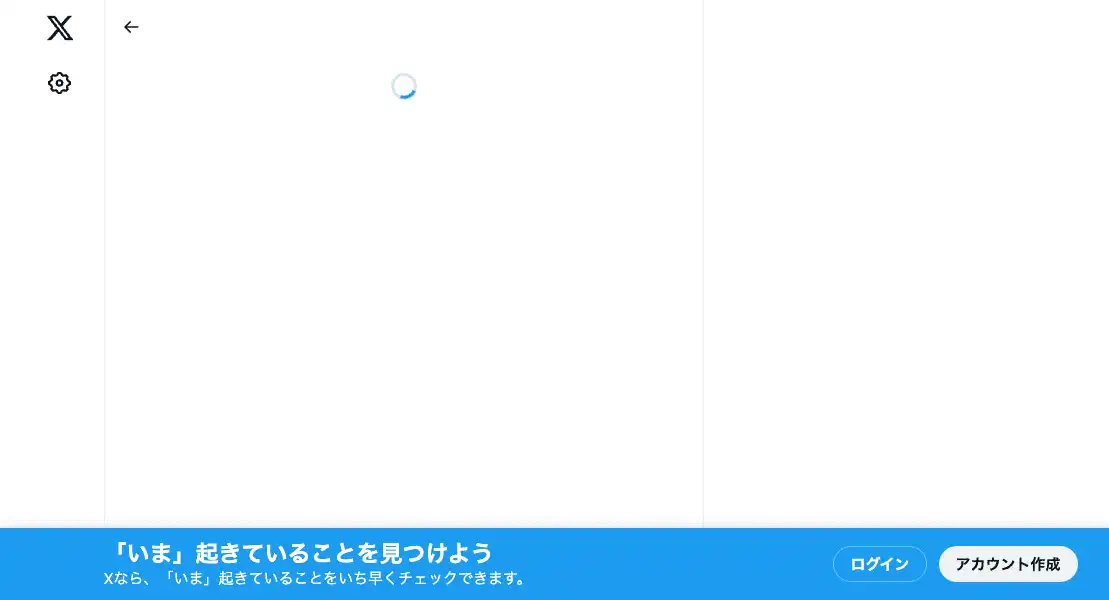 「いま」起きていることを見つけよう
Xなら、「いま」起きていることをいち早くチェックできます。
ログイン
アカウント作成